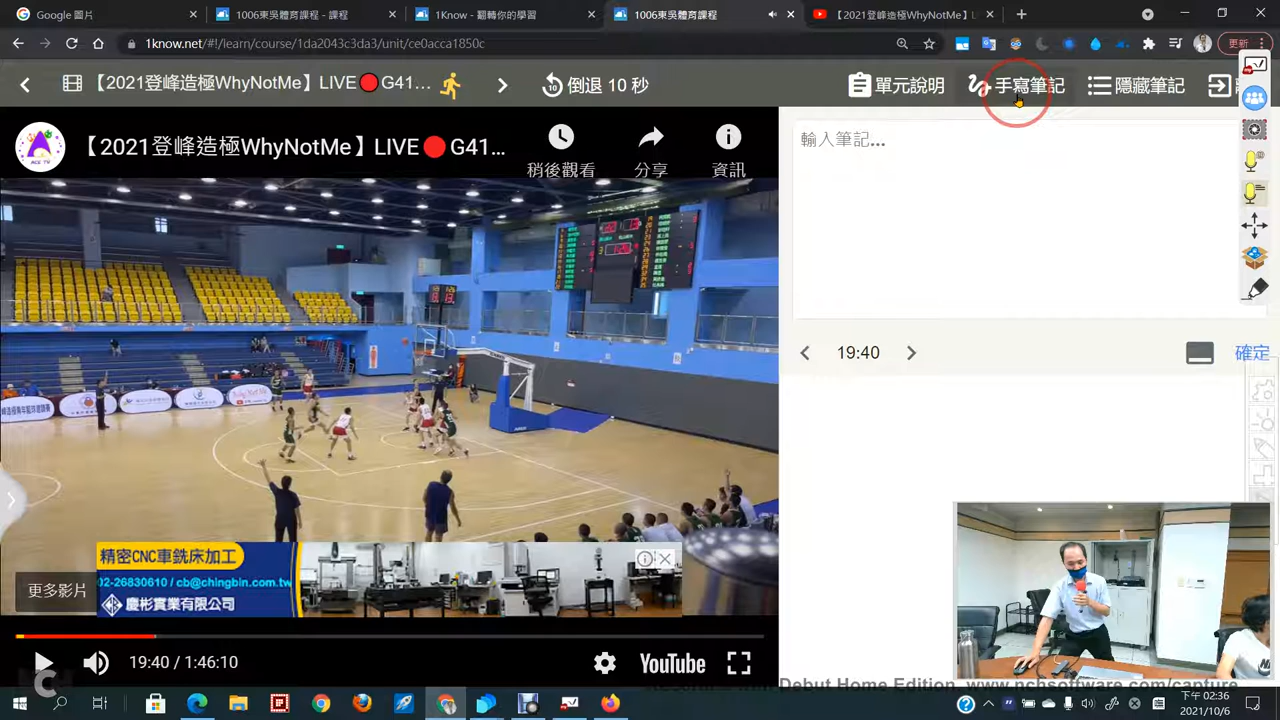 Google 圖片
1006東吳體育課程 - 課程
1Know - 翻轉你的學習
1006東吳體育課程
【2021登峰造極WhyNotMe】L
1know.net/#!/learn/course/1da2043c3da3/unit/ce0acca1850c
更新
【2021登峰造極WhyNotMe】LIVE🔴G41...
倒退 10 秒
單元說明
手寫筆記
隱藏筆記
ACE TV
【2021登峰造極WhyNotMe】LIVE🔴G41...
稍後觀看
分享
資訊
輸入筆記...
19:40
確定
精密CNC車銑床加工
02-26830610 / cb@chingbin.com.tw
慶彬實業有限公司
更多影片
19:40 / 1:46:10
YouTube
Debut Home Edition. www.nchsoftware.com/capture
下午 02:36
2021/10/6